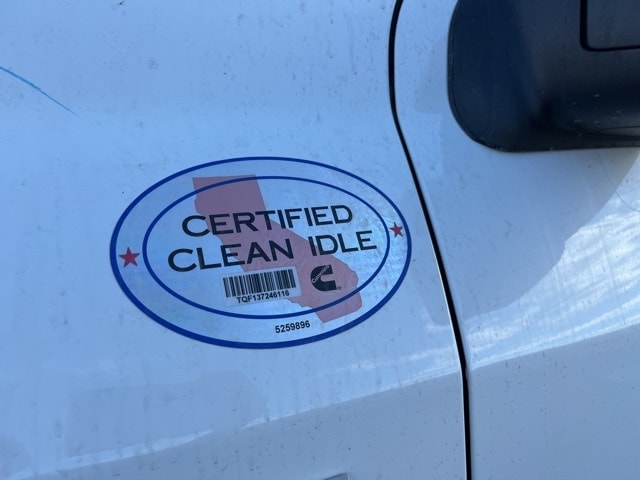 CERTIFIED
CLEAN IDLE
TQF137246116
5259896